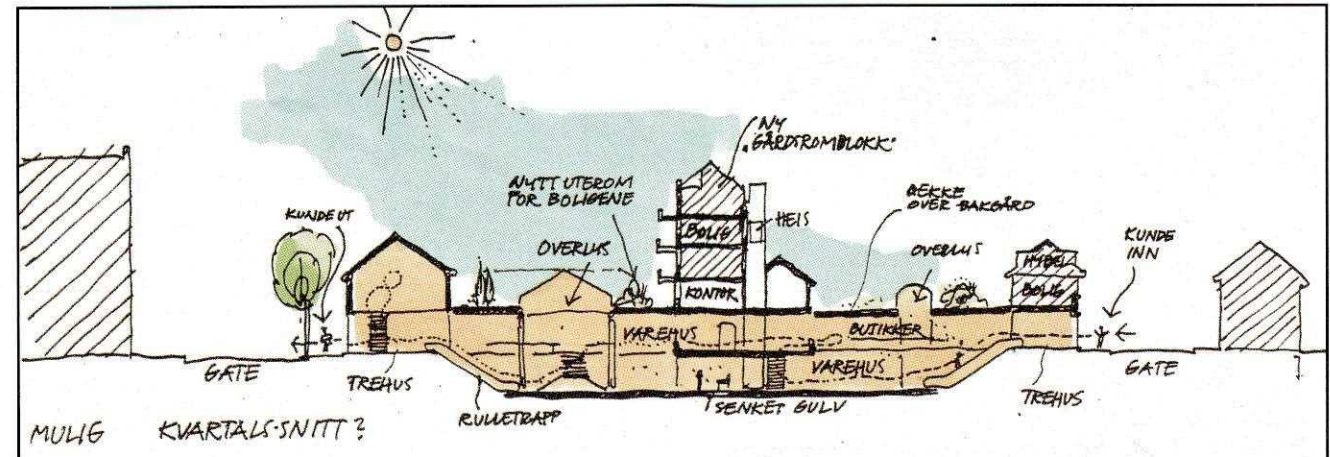 NY
"GÅRDSROMBLOKK"
NYTT UTEROM
FOR BOLIGENE
DEKKE
OVER BAKGÅRD
KUNDE UT
OVERLYS
BOLIG
HEIS
OVERLYS
KUNDE
INN
HYBEL
BOLIG
KONTOR
VAREHUS
BUTIKKER
VAREHUS
GATE
TREHUS
RULLETRAPP
SENKET GULV
TREHUS
GATE
MULIG KVARTALS-SNITT?